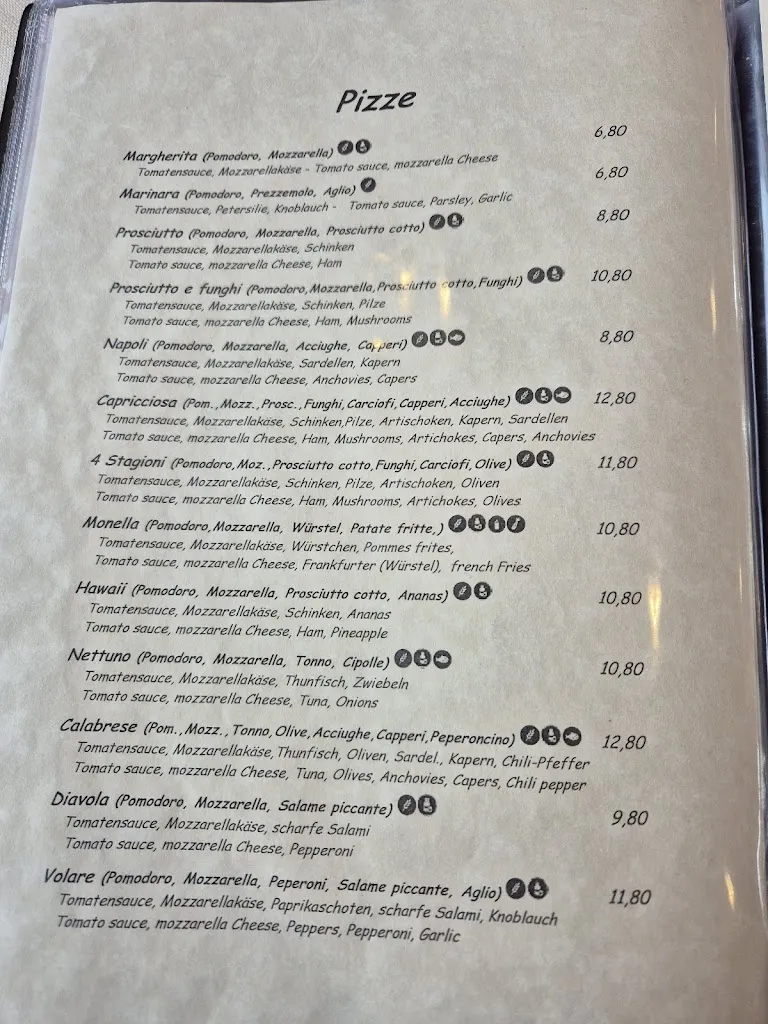 Pizze
Margherita (Pomodoro, Mozzarella) 6,80
Tomatensauce, Mozzarellakäse - Tomato sauce, mozzarella Cheese
Marinara (Pomodoro, Prezzemolo, Aglio) 6,80
Tomatensauce, Petersilie, Knoblauch - Tomato sauce, Parsley, Garlic
Prosciutto (Pomodoro, Mozzarella, Prosciutto cotto) 8,80
Tomatensauce, Mozzarellakäse, Schinken
Tomato sauce, mozzarella Cheese, Ham
Prosciutto e funghi (Pomodoro,Mozzarella,Prosciutto cotto,Funghi) 10,80
Tomatensauce, Mozzarellakäse, Schinken, Pilze
Tomato sauce, mozzarella Cheese, Ham, Mushrooms
Napoli (Pomodoro, Mozzarella, Acciughe, Capperi) 8,80
Tomatensauce, Mozzarellakäse, Sardellen, Kapern
Tomato sauce, mozzarella Cheese, Anchovies, Capers
Capricciosa (Pom.,Mozz.,Prosc.,Funghi,Carciofi,Capperi,Acciughe) 12,80
Tomatensauce, Mozzarellakäse, Schinken,Pilze, Artischoken, Kapern, Sardellen
Tomato sauce, mozzarella Cheese, Ham, Mushrooms, Artichokes, Capers, Anchovies
4 Stagioni (Pomodoro,Moz.,Prosciutto cotto,Funghi,Carciofi,Olive) 11,80
Tomatensauce, Mozzarellakäse, Schinken, Pilze, Artischoken, Oliven
Tomato sauce, mozzarella Cheese, Ham, Mushrooms, Artichokes, Olives
Monella (Pomodoro,Mozzarella, Würstel, Patate fritte,) 10,80
Tomatensauce, Mozzarellakäse, Würstchen, Pommes frites,
Tomato sauce, mozzarella Cheese, Frankfurter (Würstel), french Fries
Hawaii (Pomodoro, Mozzarella, Prosciutto cotto, Ananas) 10,80
Tomatensauce, Mozzarellakäse, Schinken, Ananas
Tomato sauce, mozzarella Cheese, Ham, Pineapple
Nettuno (Pomodoro, Mozzarella, Tonno, Cipolle) 10,80
Tomatensauce, Mozzarellakäse, Thunfisch, Zwiebeln
Tomato sauce, mozzarella Cheese, Tuna, Onions
Calabrese (Pom.,Mozz.,Tonno,Olive,Acciughe,Capperi,Peperoncino) 12,80
Tomatensauce, Mozzarellakäse,Thunfisch, Oliven, Sardel., Kapern, Chili-Pfeffer
Tomato sauce, mozzarella Cheese, Tuna, Olives, Anchovies, Capers, Chili pepper
Diavola (Pomodoro, Mozzarella, Salame piccante) 9,80
Tomatensauce, Mozzarellakäse, scharfe Salami
Tomato sauce, mozzarella Cheese, Pepperoni
Volare (Pomodoro, Mozzarella, Peperoni, Salame piccante, Aglio) 11,80
Tomatensauce, Mozzarellakäse, Paprikaschoten, scharfe Salami, Knoblauch
Tomato sauce, mozzarella Cheese, Peppers, Pepperoni, Garlic